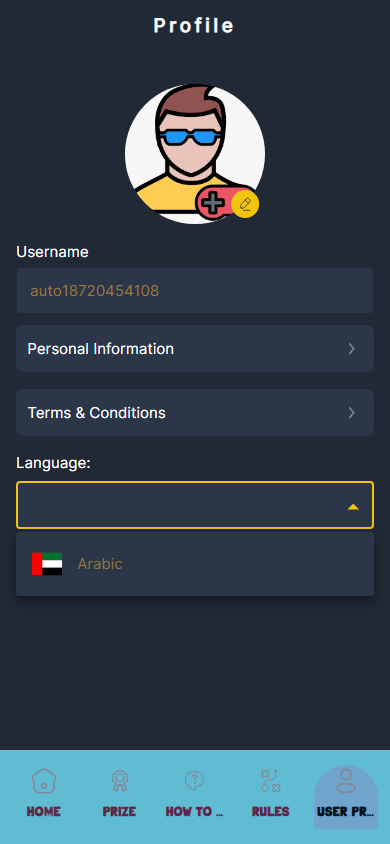 Profile
Username
auto18720454108
Personal Information
Terms & Conditions
Language:
Arabic
HOME
PRIZE
HOW TO ...
RULES
USER PR...